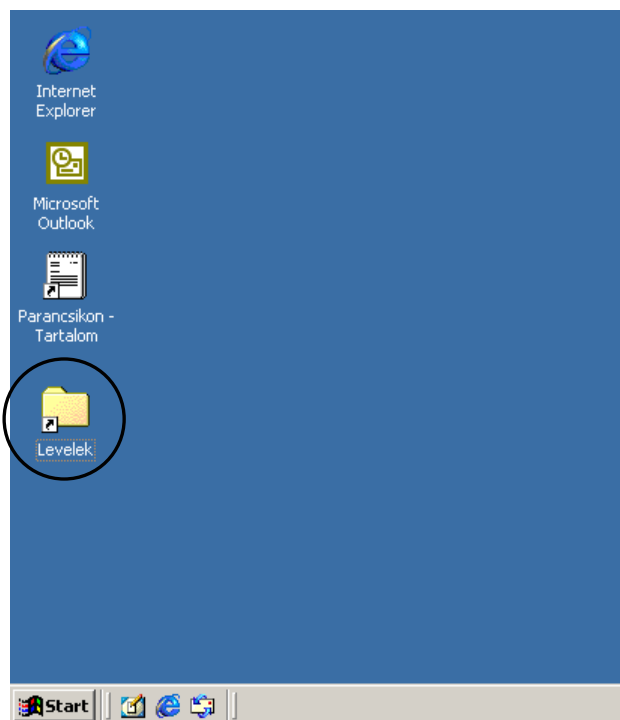 Internet
Explorer
Microsoft
Outlook
Parancsikon -
Tartalom
Levelek
Start